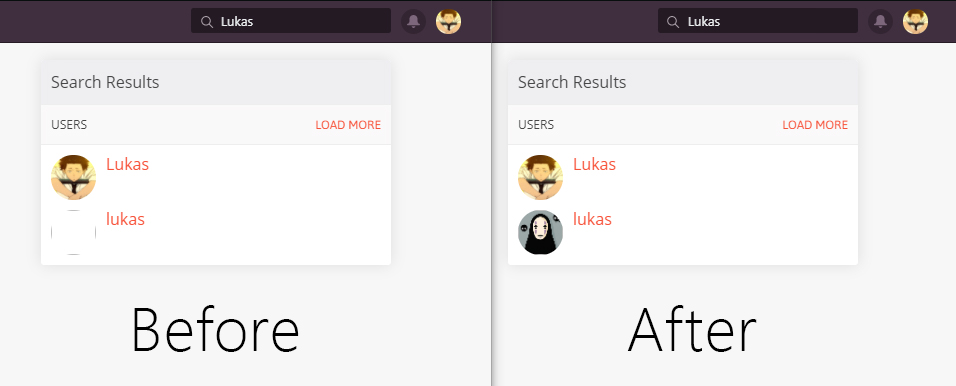 Lukas
Search Results
USERS LOAD MORE
Lukas
lukas
Before
Lukas
Search Results
USERS LOAD MORE
Lukas
lukas
After